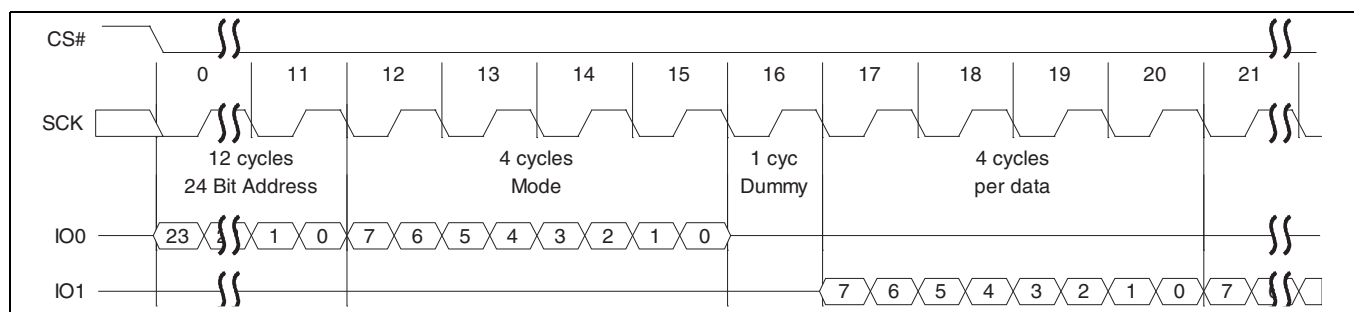 CS#
0 11 12 13 14 15 16 17 18 19 20 21
SCK
12 cycles 4 cycles 1 cyc 4 cycles
24 Bit Address Mode Dummy per data
IO0 23 1 0 7 6 5 4 3 2 1 0
IO1 7 6 5 4 3 2 1 0 7